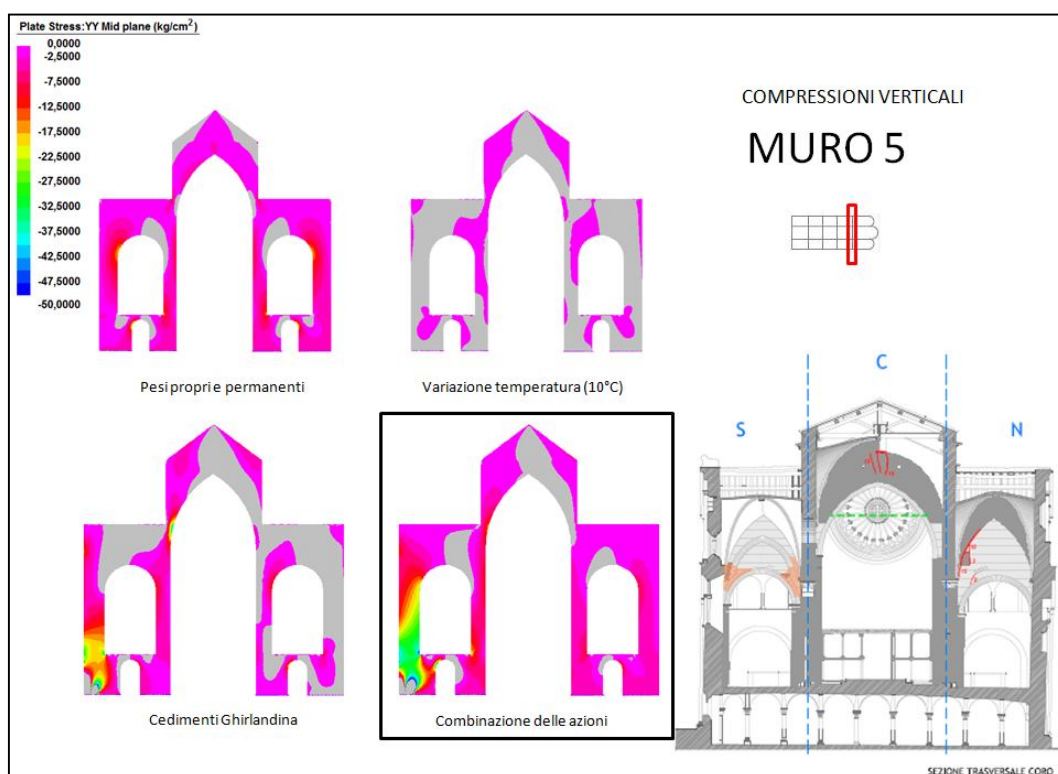 Plate Stress:YY Mid plane (kg/cm²)
0,0000
-2,5000
-7,5000
-12,5000
-17,5000
-22,5000
-27,5000
-32,5000
-37,5000
-42,5000
-47,5000
-50,0000
COMPRESSIONI VERTICALI
MURO 5
Pesi propri e permanenti
Variazione temperatura (10°C)
C
S
N
Cedimenti Ghirlandina
Combinazione delle azioni
SEZIONE TRASVERSALE CORO